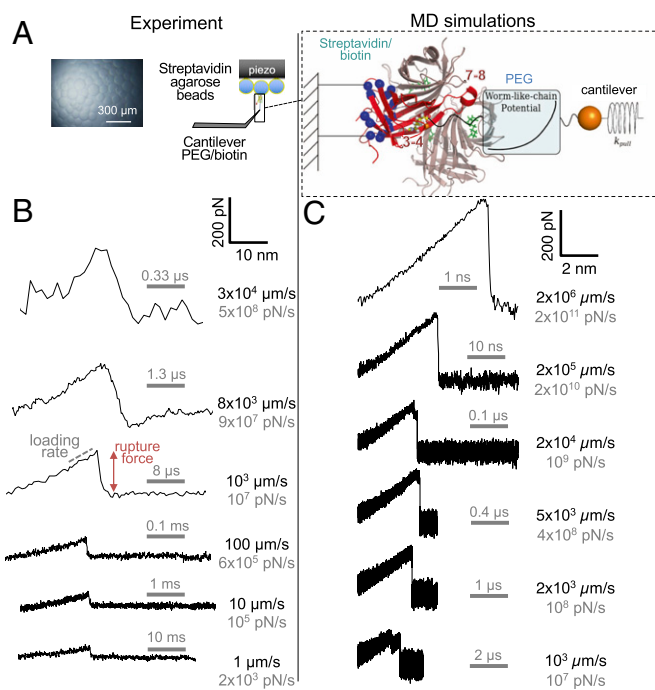 Experiment
MD simulations
A
300 µm
Streptavidin
agarose
beads
piezo
Cantilever
PEG/biotin
Streptavidin/
biotin
7-8
3-4
PEG
Worm-like-chain
Potential
cantilever
k_pull
B
200 pN
10 nm
0.33 µs
3x10⁴ µm/s
5x10⁸ pN/s
1.3 µs
8x10³ µm/s
9x10⁷ pN/s
loading
rate
rupture
force
8 µs
10³ µm/s
10⁷ pN/s
0.1 ms
100 µm/s
6x10⁵ pN/s
1 ms
10 µm/s
10⁵ pN/s
10 ms
1 µm/s
2x10³ pN/s
C
200 pN
2 nm
1 ns
2x10⁶ µm/s
2x10¹¹ pN/s
10 ns
2x10⁵ µm/s
2x10¹⁰ pN/s
0.1 µs
2x10⁴ µm/s
10⁹ pN/s
0.4 µs
5x10³ µm/s
4x10⁸ pN/s
1 µs
2x10³ µm/s
10⁸ pN/s
2 µs
10³ µm/s
10⁷ pN/s